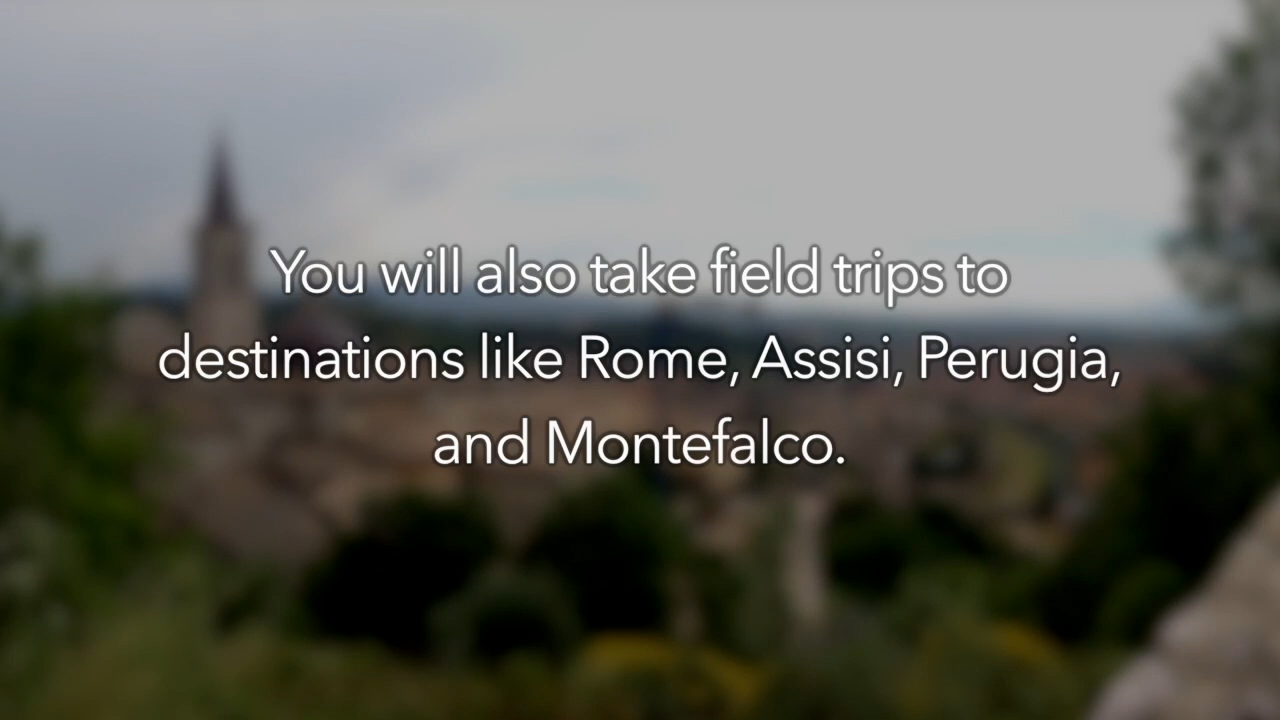 You will also take field trips to
destinations like Rome, Assisi, Perugia,
and Montefalco.